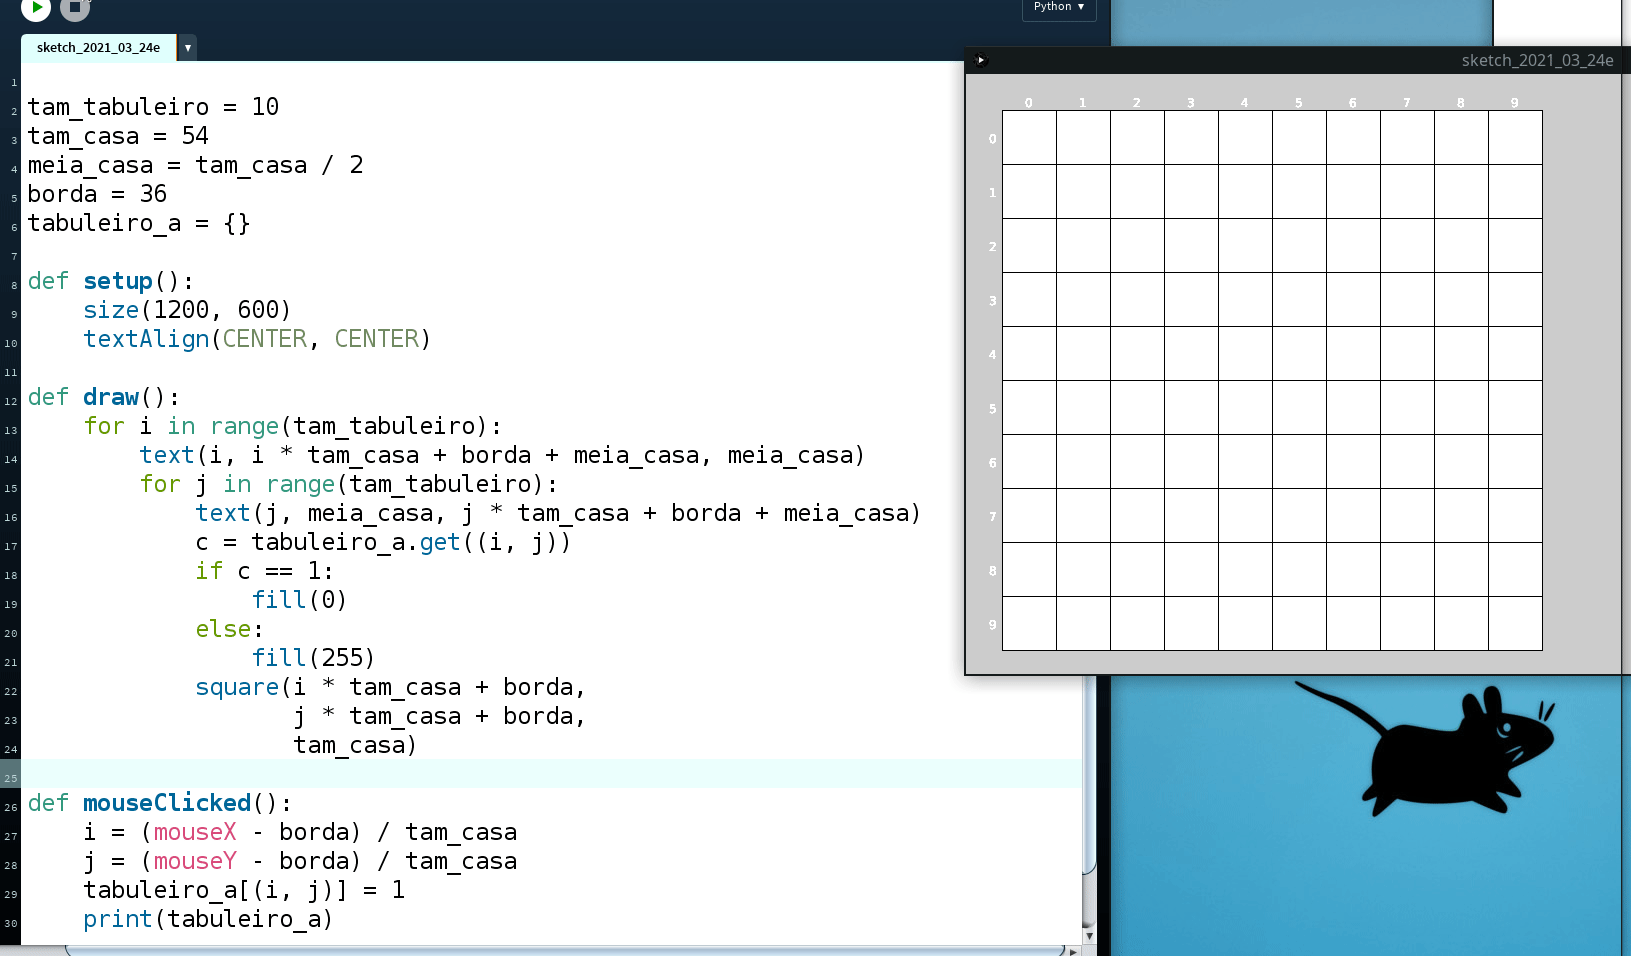 Python ▼
sketch_2021_03_24e ▼
1
2 tam_tabuleiro = 10
3 tam_casa = 54
4 meia_casa = tam_casa / 2
5 borda = 36
6 tabuleiro_a = {}
7
8 def setup():
9     size(1200, 600)
10     textAlign(CENTER, CENTER)
11
12 def draw():
13     for i in range(tam_tabuleiro):
14         text(i, i * tam_casa + borda + meia_casa, meia_casa)
15         for j in range(tam_tabuleiro):
16             text(j, meia_casa, j * tam_casa + borda + meia_casa)
17             c = tabuleiro_a.get((i, j))
18             if c == 1:
19                 fill(0)
20             else:
21                 fill(255)
22             square(i * tam_casa + borda,
23                    j * tam_casa + borda,
24                    tam_casa)
25
26 def mouseClicked():
27     i = (mouseX - borda) / tam_casa
28     j = (mouseY - borda) / tam_casa
29     tabuleiro_a[(i, j)] = 1
30     print(tabuleiro_a)
sketch_2021_03_24e
0 1 2 3 4 5 6 7 8 9
0
1
2
3
4
5
6
7
8
9